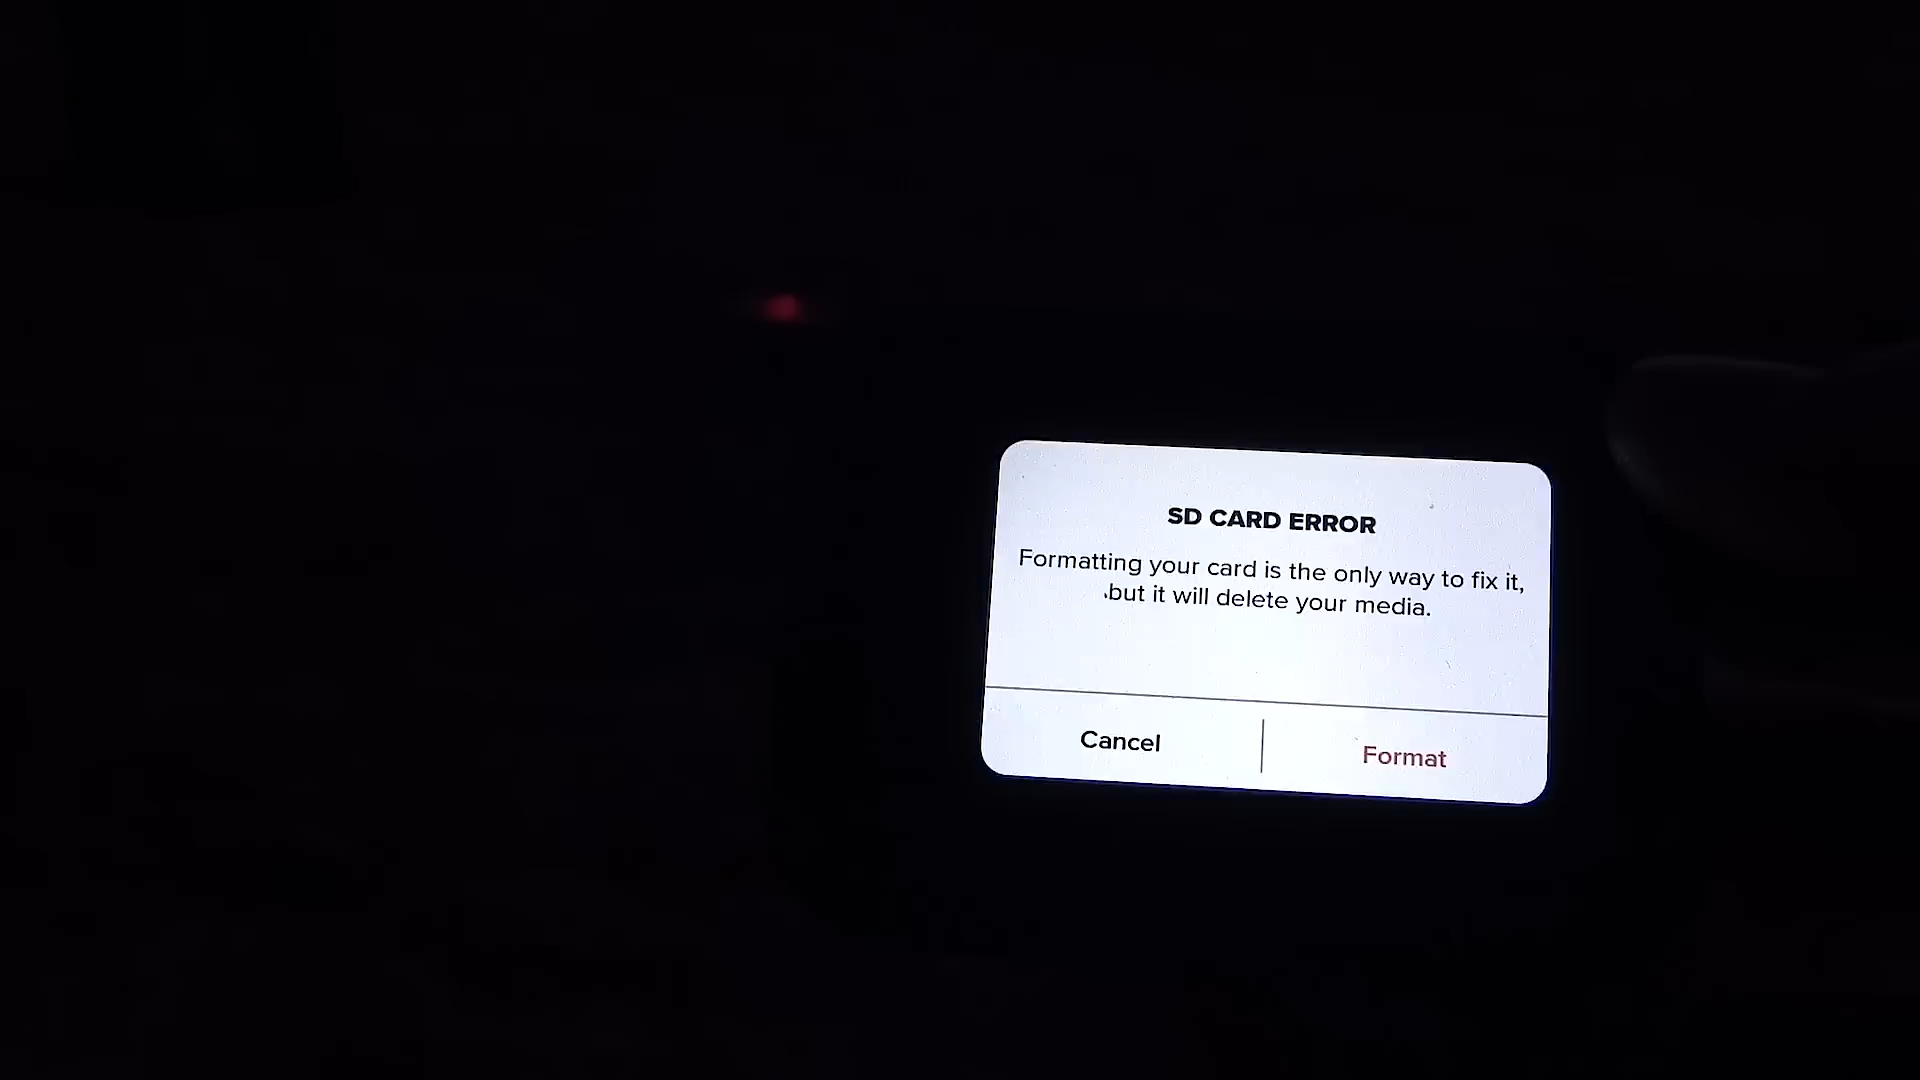 SD CARD ERROR
Formatting your card is the only way to fix it,
but it will delete your media.
Cancel
Format